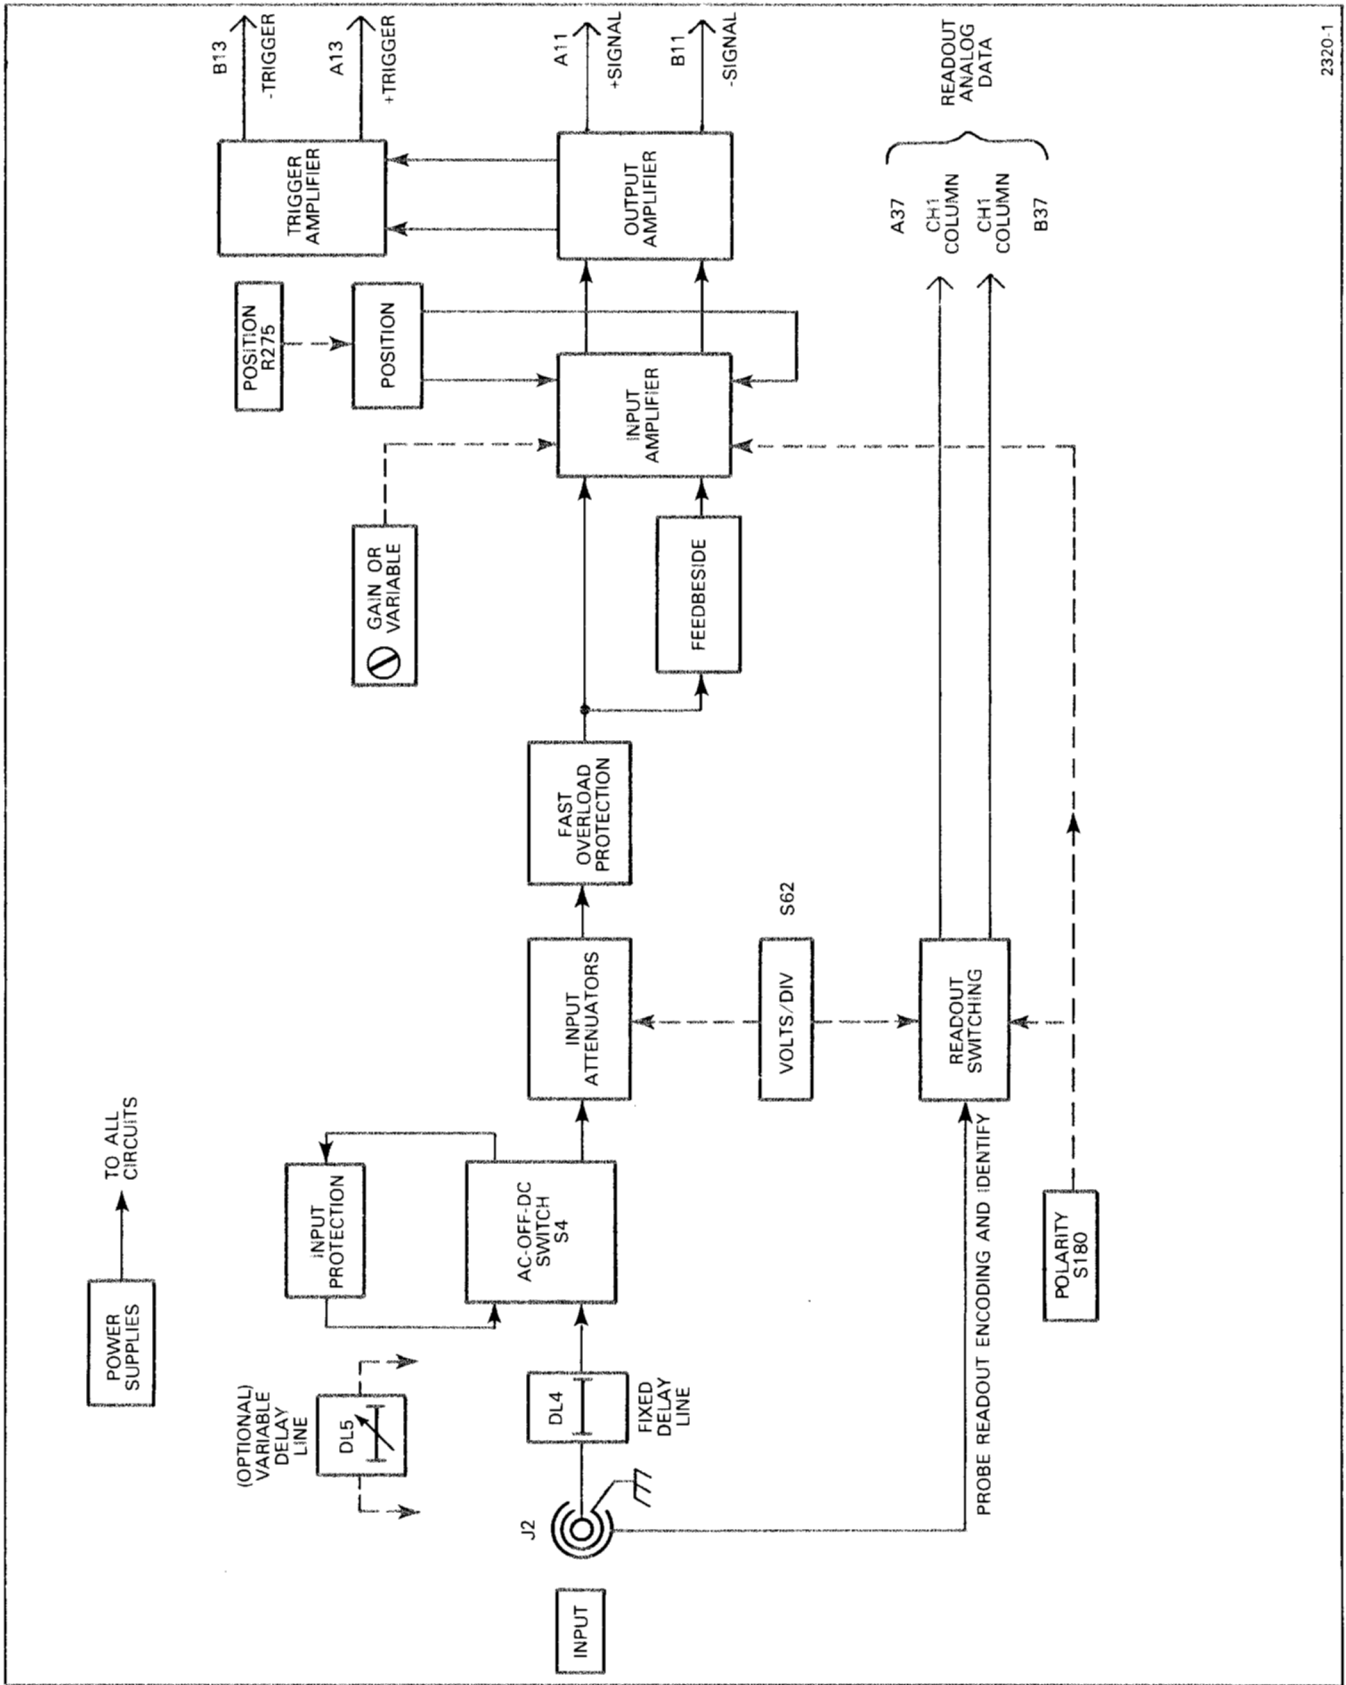 POWER
SUPPLIES
TO ALL
CIRCUITS
(OPTIONAL)
VARIABLE
DELAY
LINE
DL5
INPUT
PROTECTION
POSITION
R275
B13
-TRIGGER
TRIGGER
AMPLIFIER
A13
+TRIGGER
GAIN OR
VARIABLE
POSITION
INPUT
J2
DL4
FIXED
DELAY
LINE
AC-OFF-DC
SWITCH
S4
INPUT
ATTENUATORS
FAST
OVERLOAD
PROTECTION
FEEDBESIDE
INPUT
AMPLIFIER
OUTPUT
AMPLIFIER
A11
+SIGNAL
B11
-SIGNAL
VOLTS/DIV
S62
READOUT
SWITCHING
PROBE READOUT ENCODING AND IDENTIFY
A37
CH1
COLUMN
CH1
COLUMN
B37
READOUT
ANALOG
DATA
POLARITY
S180
2320-1